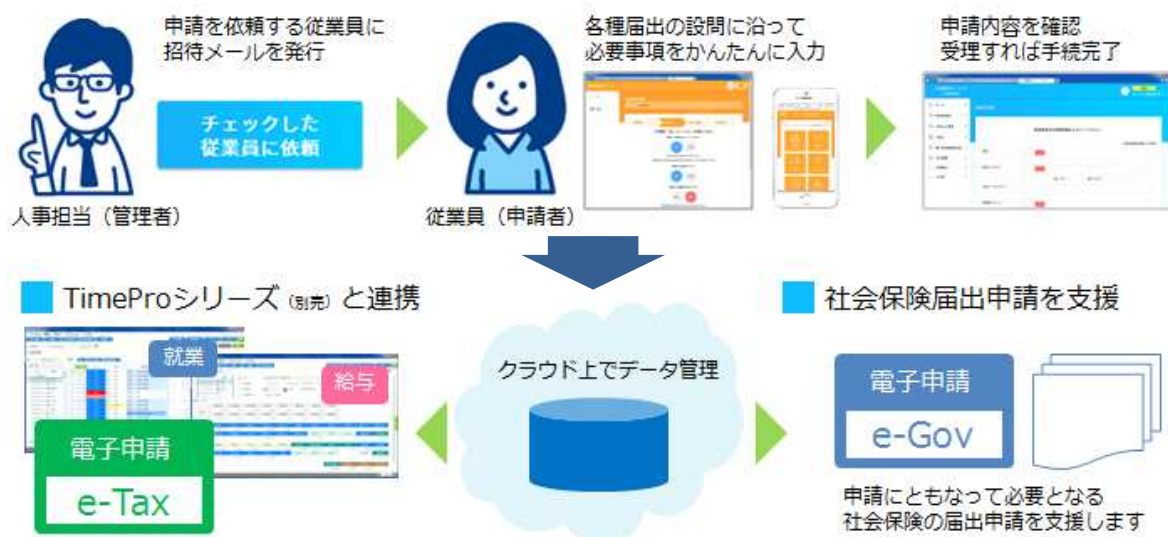 申請を依頼する従業員に
招待メールを発行
チェックした
従業員に依頼
人事担当（管理者）
従業員（申請者）
各種届出の設問に沿って
必要事項をかんたんに入力
申請内容を確認
受理すれば手続完了
TimeProシリーズ（別売）と連携
就業
給与
電子申請
e-Tax
クラウド上でデータ管理
社会保険届出申請を支援
電子申請
e-Gov
申請にともなって必要となる
社会保険の届出申請を支援します